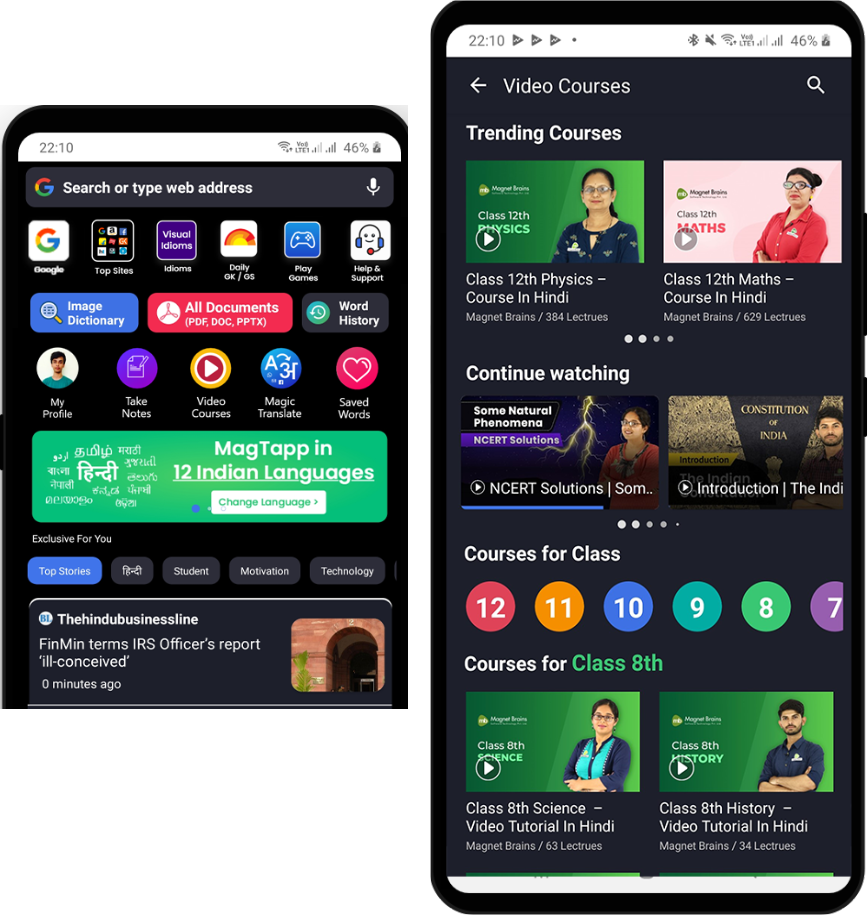 22:10
46%
Search or type web address
Google
Top Sites
Visual
Idioms
Idioms
Daily
GK / GS
Play
Games
Help &
Support
Image
Dictionary
All Documents
(PDF, DOC, PPTX)
Word
History
My
Profile
Take
Notes
Video
Courses
Magic
Translate
Saved
Words
اردو தமிழ் मराठी
বাংলা हिन्दी ગુજરાતી
नेपाली తెలుగు
മലയാളം ಕನ್ನಡ ਪੰਜਾਬੀ
ଓଡ଼ିଆ
MagTapp in
12 Indian Languages
Change Language >
Exclusive For You
Top Stories
हिन्दी
Student
Motivation
Technology
BL Thehindubusinessline
FinMin terms IRS Officer's report
'ill-conceived'
0 minutes ago
22:10
46%
Video Courses
Trending Courses
mb Magnet Brains
Class 12th
PHYSICS
Magnet Brains
Class 12th
MATHS
Class 12th Physics –
Course In Hindi
Magnet Brains / 384 Lectrues
Class 12th Maths –
Course In Hindi
Magnet Brains / 629 Lectrues
Continue watching
Some Natural
Phenomena
NCERT Solutions
NCERT Solutions | Som..
CONSTITUTION
OF
INDIA
Introduction
The Indian
Constitution
Introduction | The Indi
Courses for Class
12 11 10 9 8 7
Courses for Class 8th
mb Magnet Brains
Class 8th
SCIENCE
mb Magnet Brains
Class 8th
HISTORY
Class 8th Science –
Video Tutorial In Hindi
Magnet Brains / 63 Lectrues
Class 8th History –
Video Tutorial In Hindi
Magnet Brains / 34 Lectrues